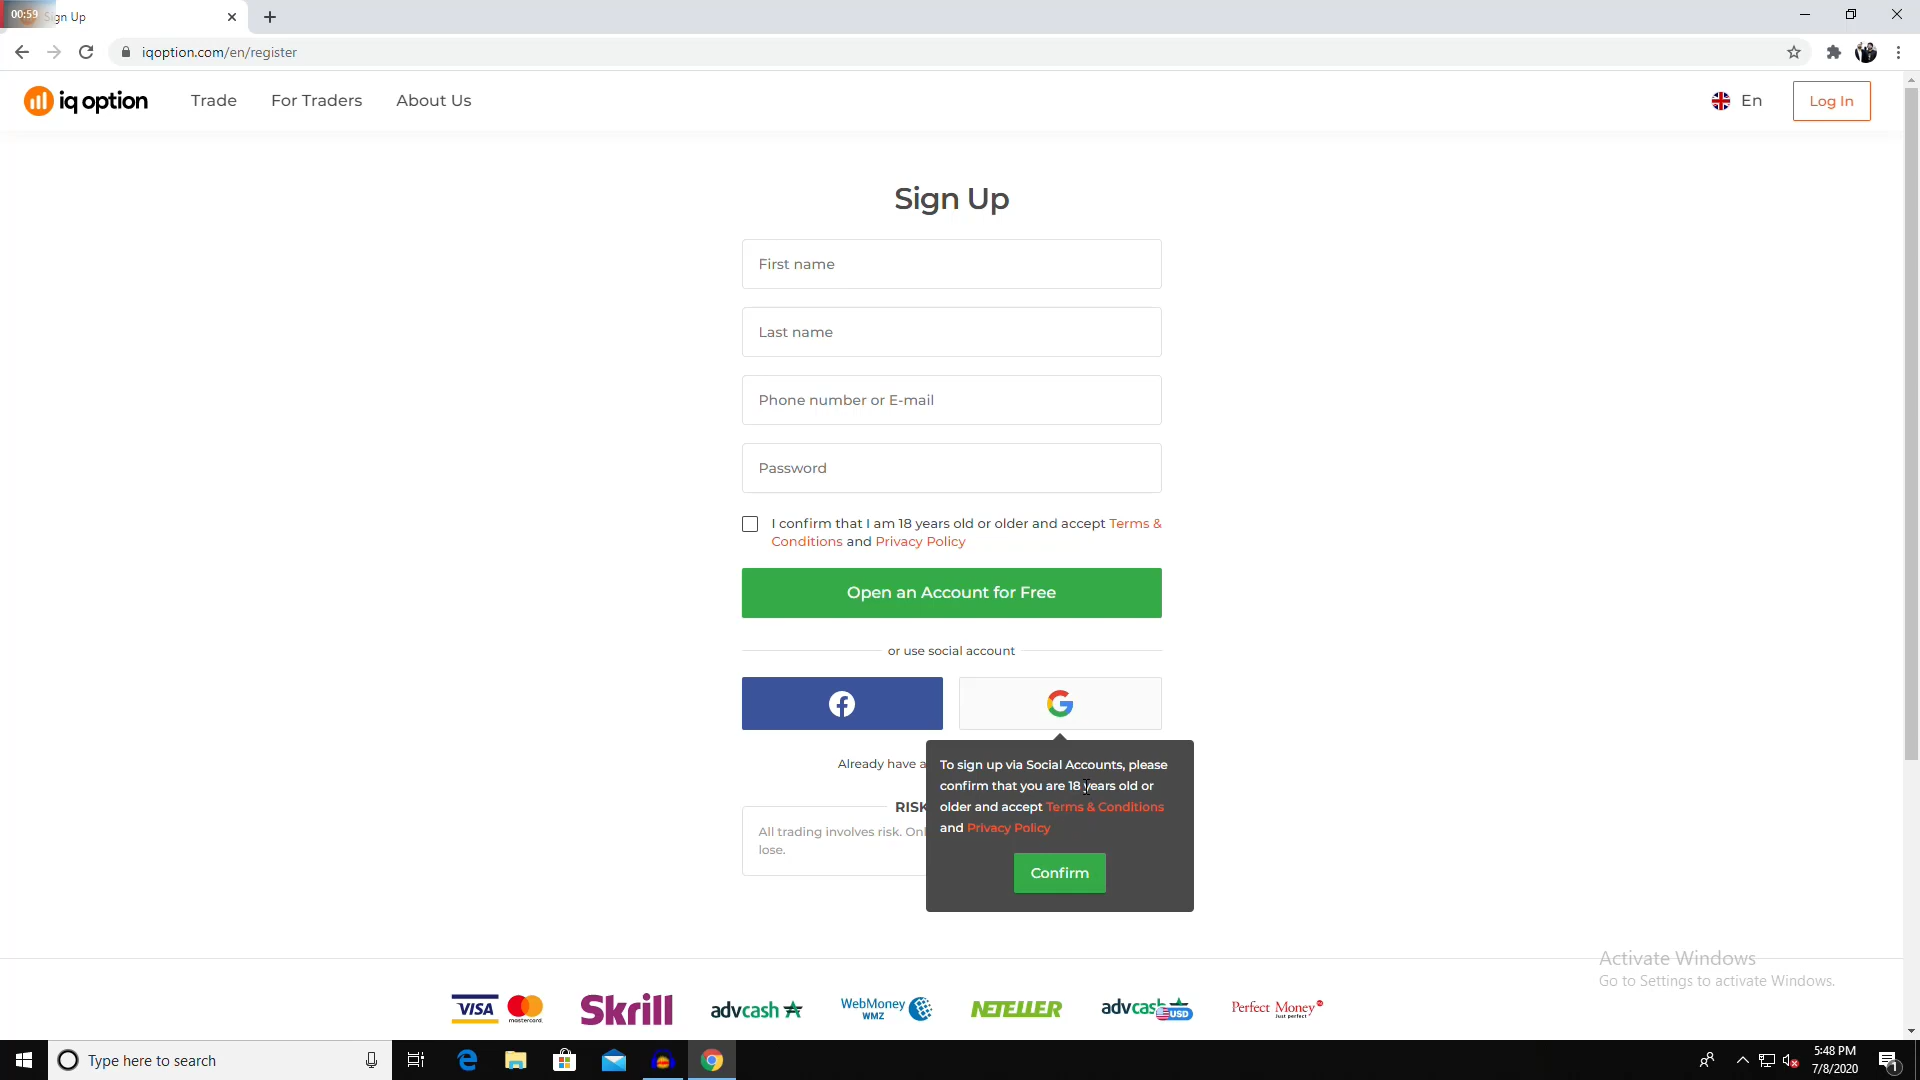 00:59
ign Up
iqoption.com/en/register
iq option
Trade
For Traders
About Us
En
Log In
Sign Up
First name
Last name
Phone number or E-mail
Password
I confirm that I am 18 years old or older and accept Terms &
Conditions and Privacy Policy
Open an Account for Free
or use social account
Already have a
To sign up via Social Accounts, please
confirm that you are 18 years old or
older and accept Terms & Conditions
and Privacy Policy
Confirm
RISK
All trading involves risk. Onl
lose.
Activate Windows
Go to Settings to activate Windows.
VISA
mastercard
Skrill
advcash
WebMoney
WMZ
NETELLER
advcash
USD
Perfect Money
Just perfect
Type here to search
5:48 PM
7/8/2020
1